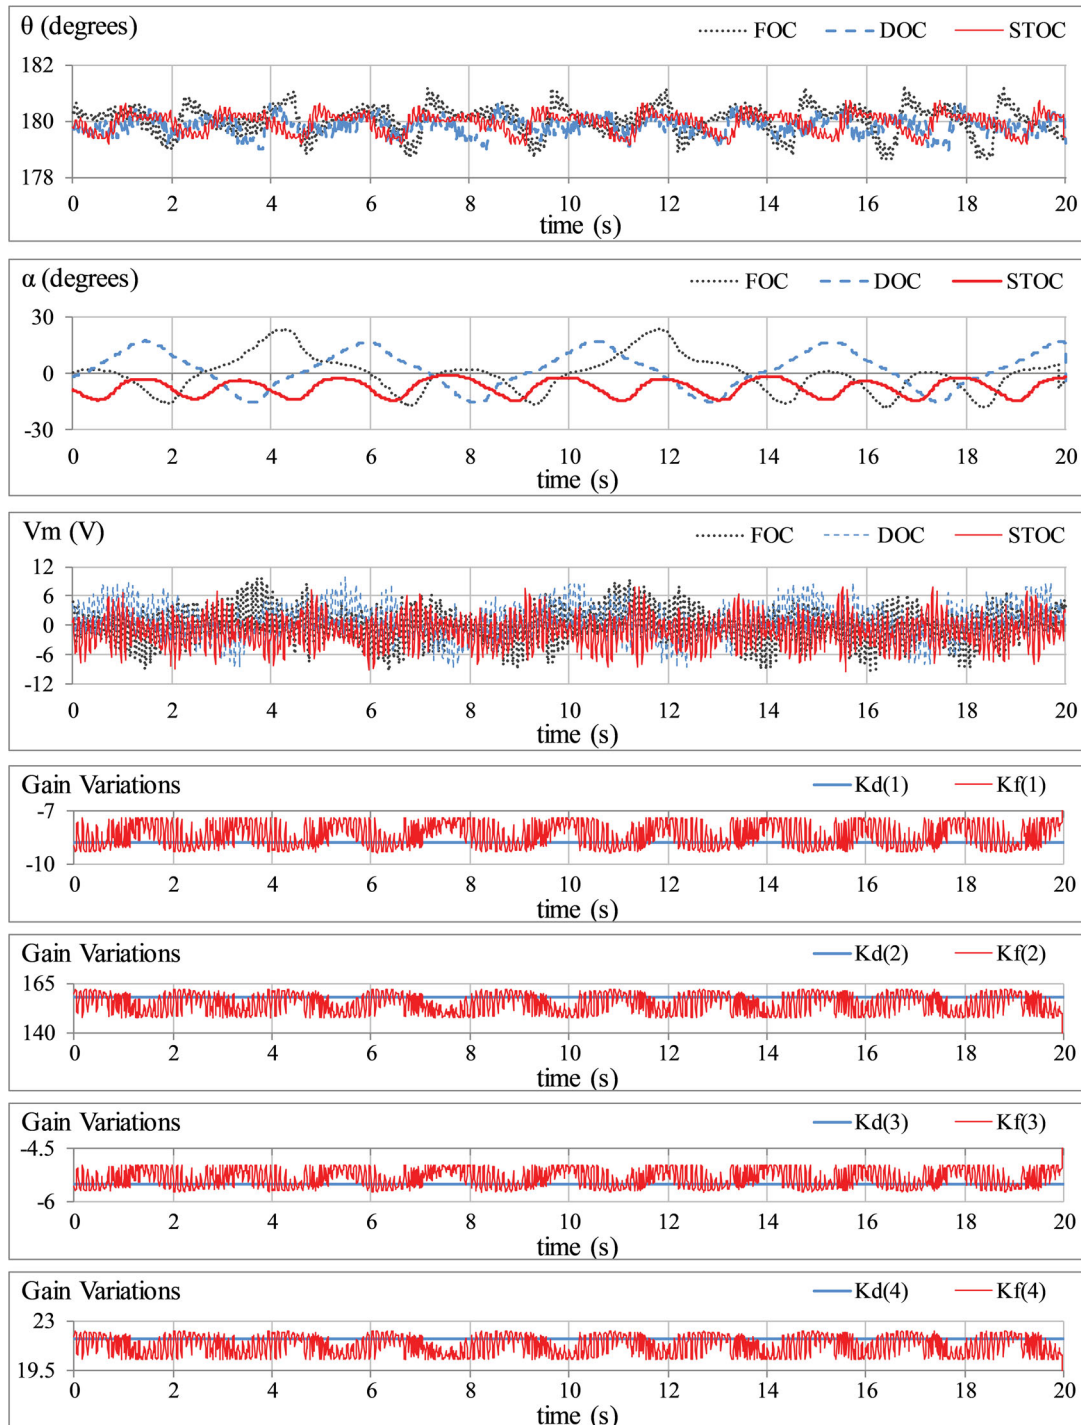 θ (degrees)
FOC DOC STOC
182
180
178
0 2 4 6 8 10 12 14 16 18 20
time (s)
α (degrees)
FOC DOC STOC
30
0
-30
0 2 4 6 8 10 12 14 16 18 20
time (s)
Vm (V)
FOC DOC STOC
12
6
0
-6
-12
0 2 4 6 8 10 12 14 16 18 20
time (s)
Gain Variations
Kd(1) Kf(1)
-7
-10
0 2 4 6 8 10 12 14 16 18 20
time (s)
Gain Variations
Kd(2) Kf(2)
165
140
0 2 4 6 8 10 12 14 16 18 20
time (s)
Gain Variations
Kd(3) Kf(3)
-4.5
-6
0 2 4 6 8 10 12 14 16 18 20
time (s)
Gain Variations
Kd(4) Kf(4)
23
19.5
0 2 4 6 8 10 12 14 16 18 20
time (s)